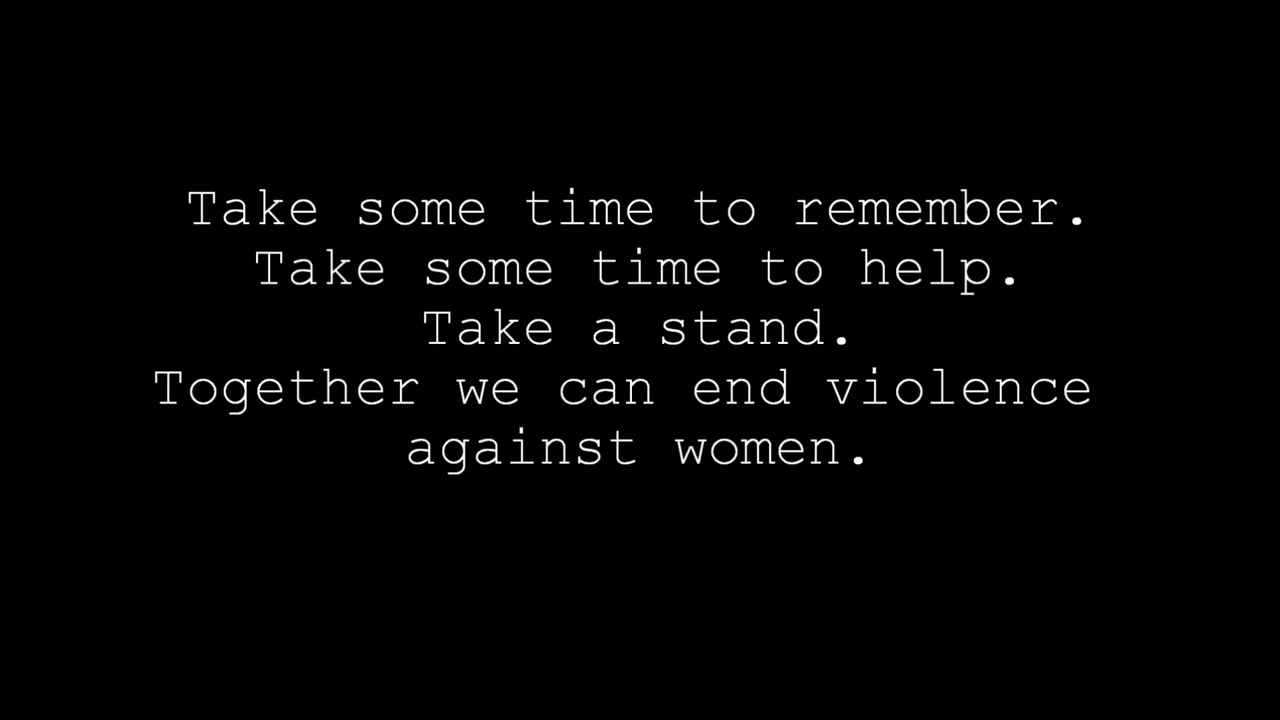 Take some time to remember.
Take some time to help.
Take a stand.
Together we can end violence
against women.